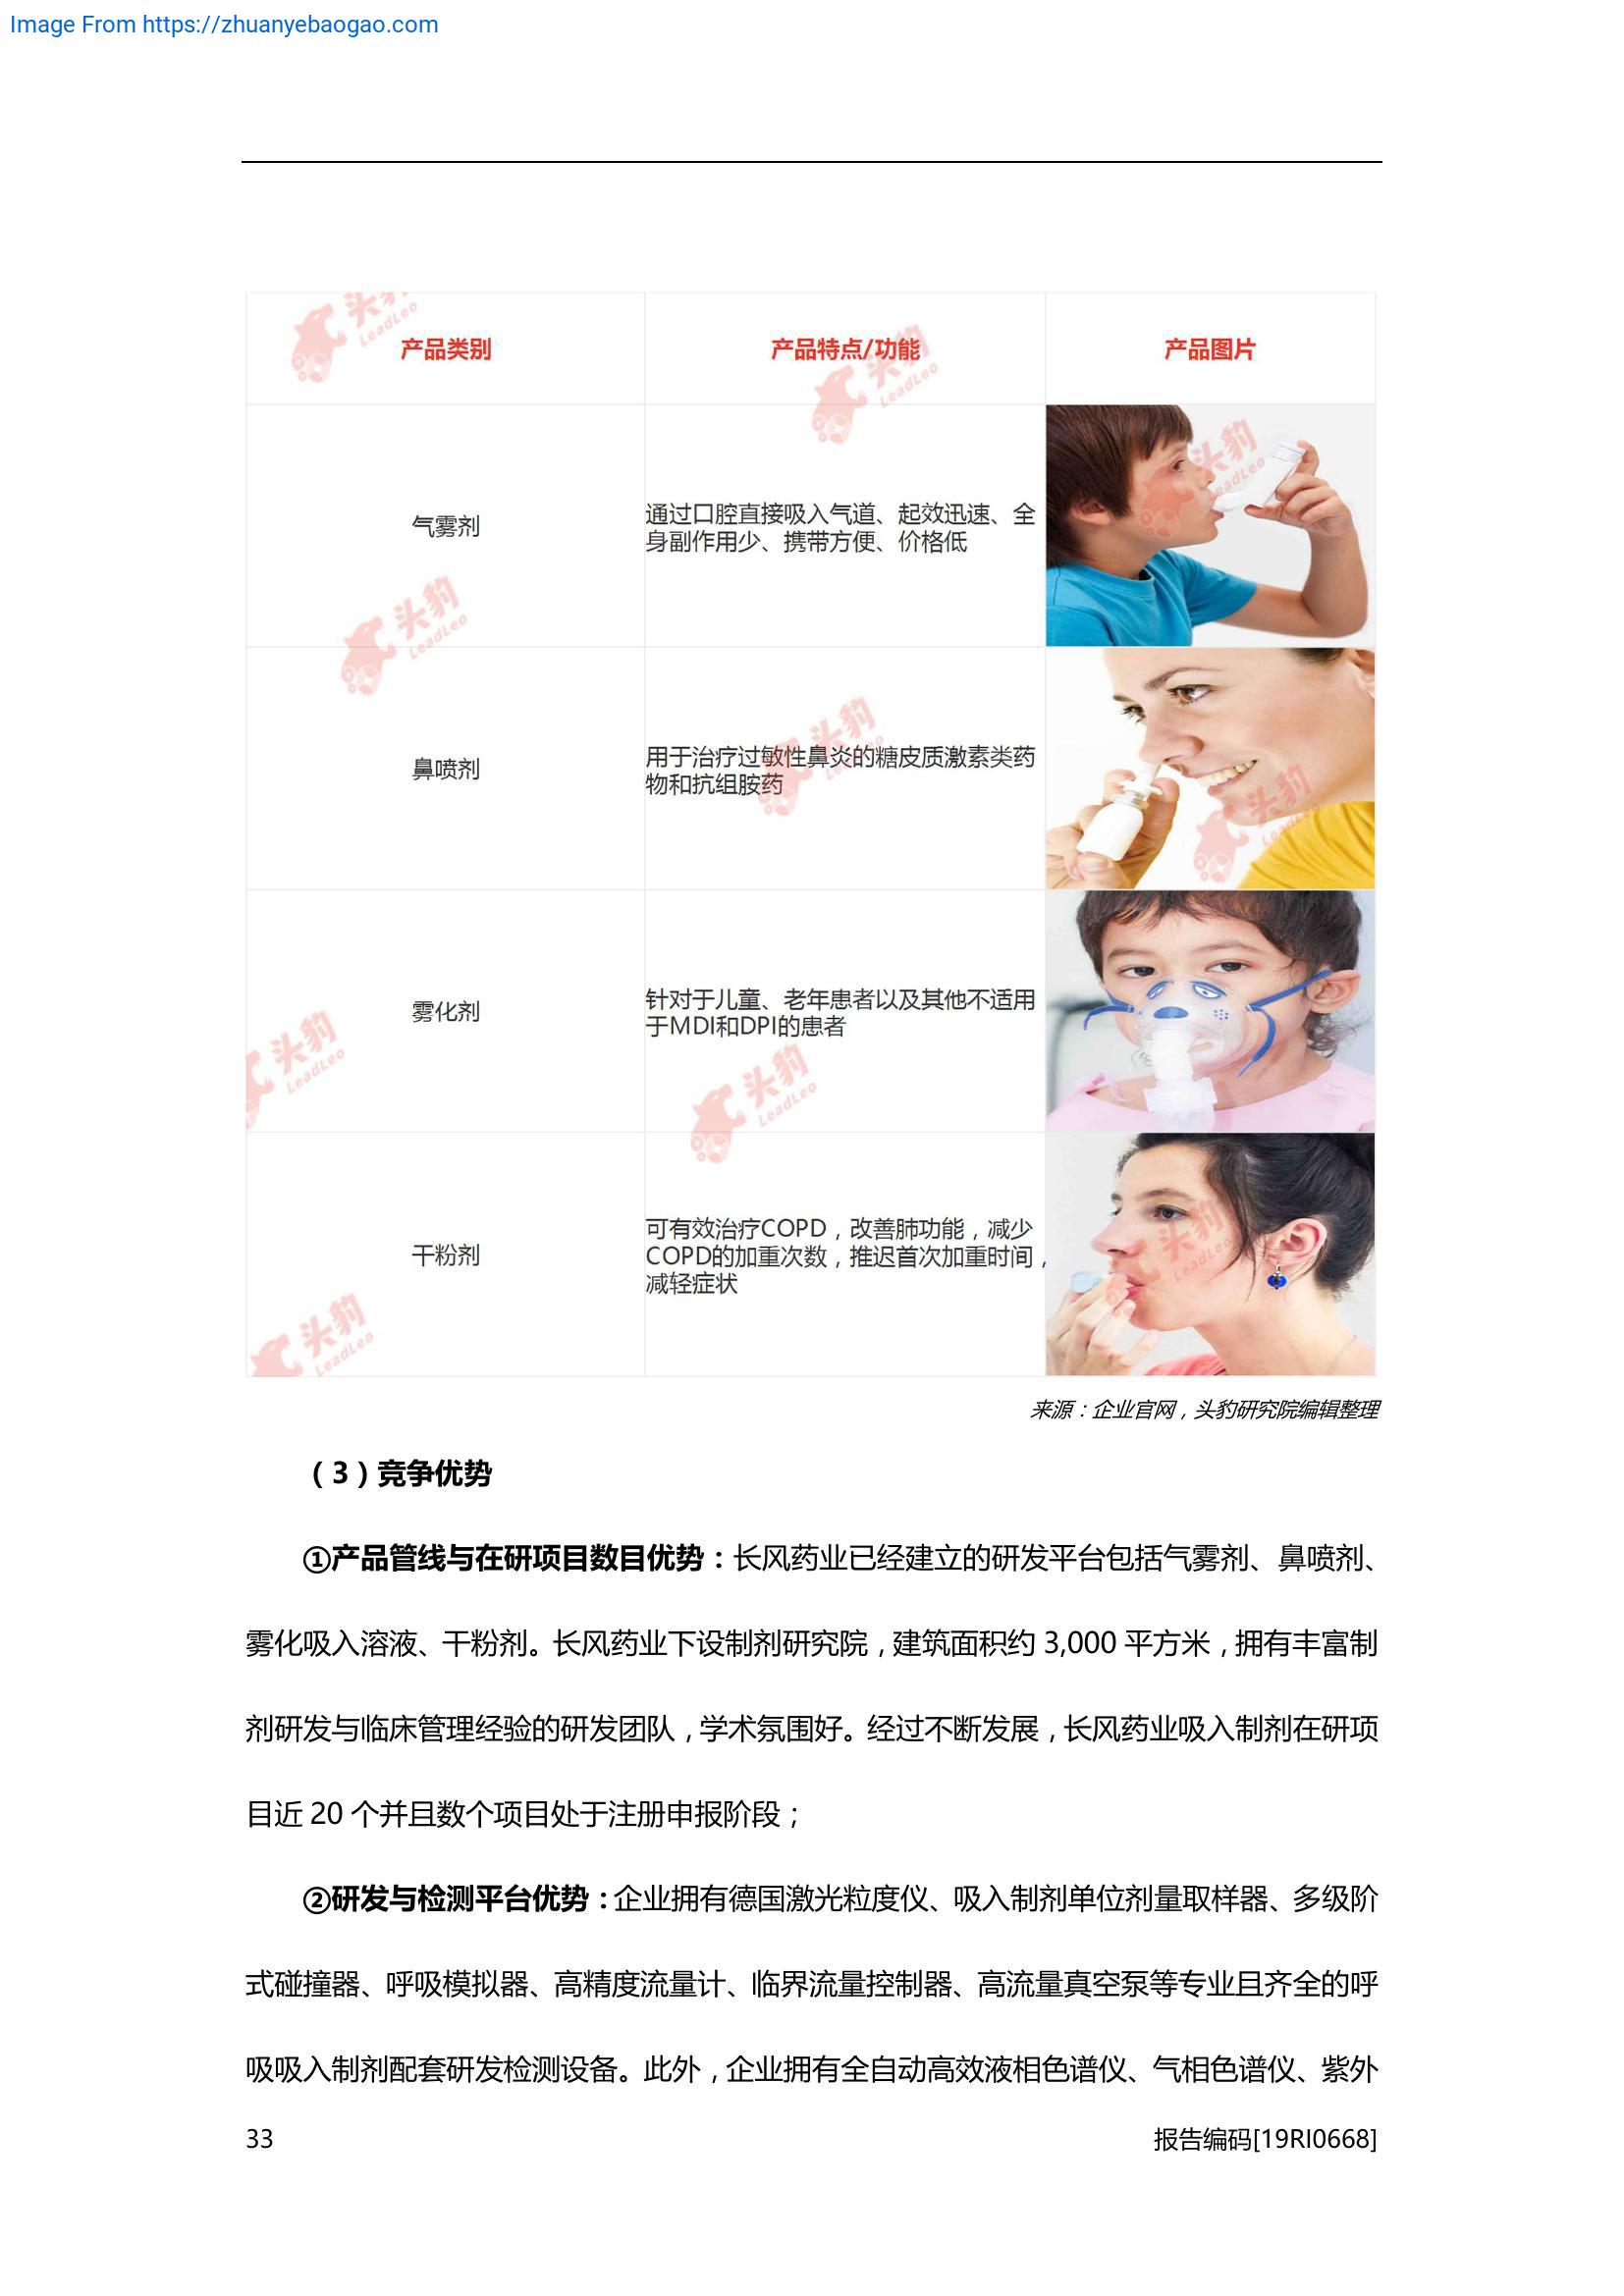 Image From https://zhuanyebaogao.com
产品类别 产品特点/功能 产品图片
气雾剂
通过口腔直接吸入气道、起效迅速、全
身副作用少、携带方便、价格低
鼻喷剂
用于治疗过敏性鼻炎的糖皮质激素类药
物和抗组胺药
雾化剂
针对于儿童、老年患者以及其他不适用
于MDI和DPI的患者
干粉剂
可有效治疗COPD，改善肺功能，减少
COPD的加重次数，推迟首次加重时间，
减轻症状
头豹
LeadLeo
来源：企业官网，头豹研究院编辑整理
（3）竞争优势
①产品管线与在研项目数目优势：长风药业已经建立的研发平台包括气雾剂、鼻喷剂、
雾化吸入溶液、干粉剂。长风药业下设制剂研究院，建筑面积约 3,000 平方米，拥有丰富制
剂研发与临床管理经验的研发团队，学术氛围好。经过不断发展，长风药业吸入制剂在研项
目近 20 个并且数个项目处于注册申报阶段；
②研发与检测平台优势：企业拥有德国激光粒度仪、吸入制剂单位剂量取样器、多级阶
式碰撞器、呼吸模拟器、高精度流量计、临界流量控制器、高流量真空泵等专业且齐全的呼
吸吸入制剂配套研发检测设备。此外，企业拥有全自动高效液相色谱仪、气相色谱仪、紫外
33 报告编码[19RI0668]